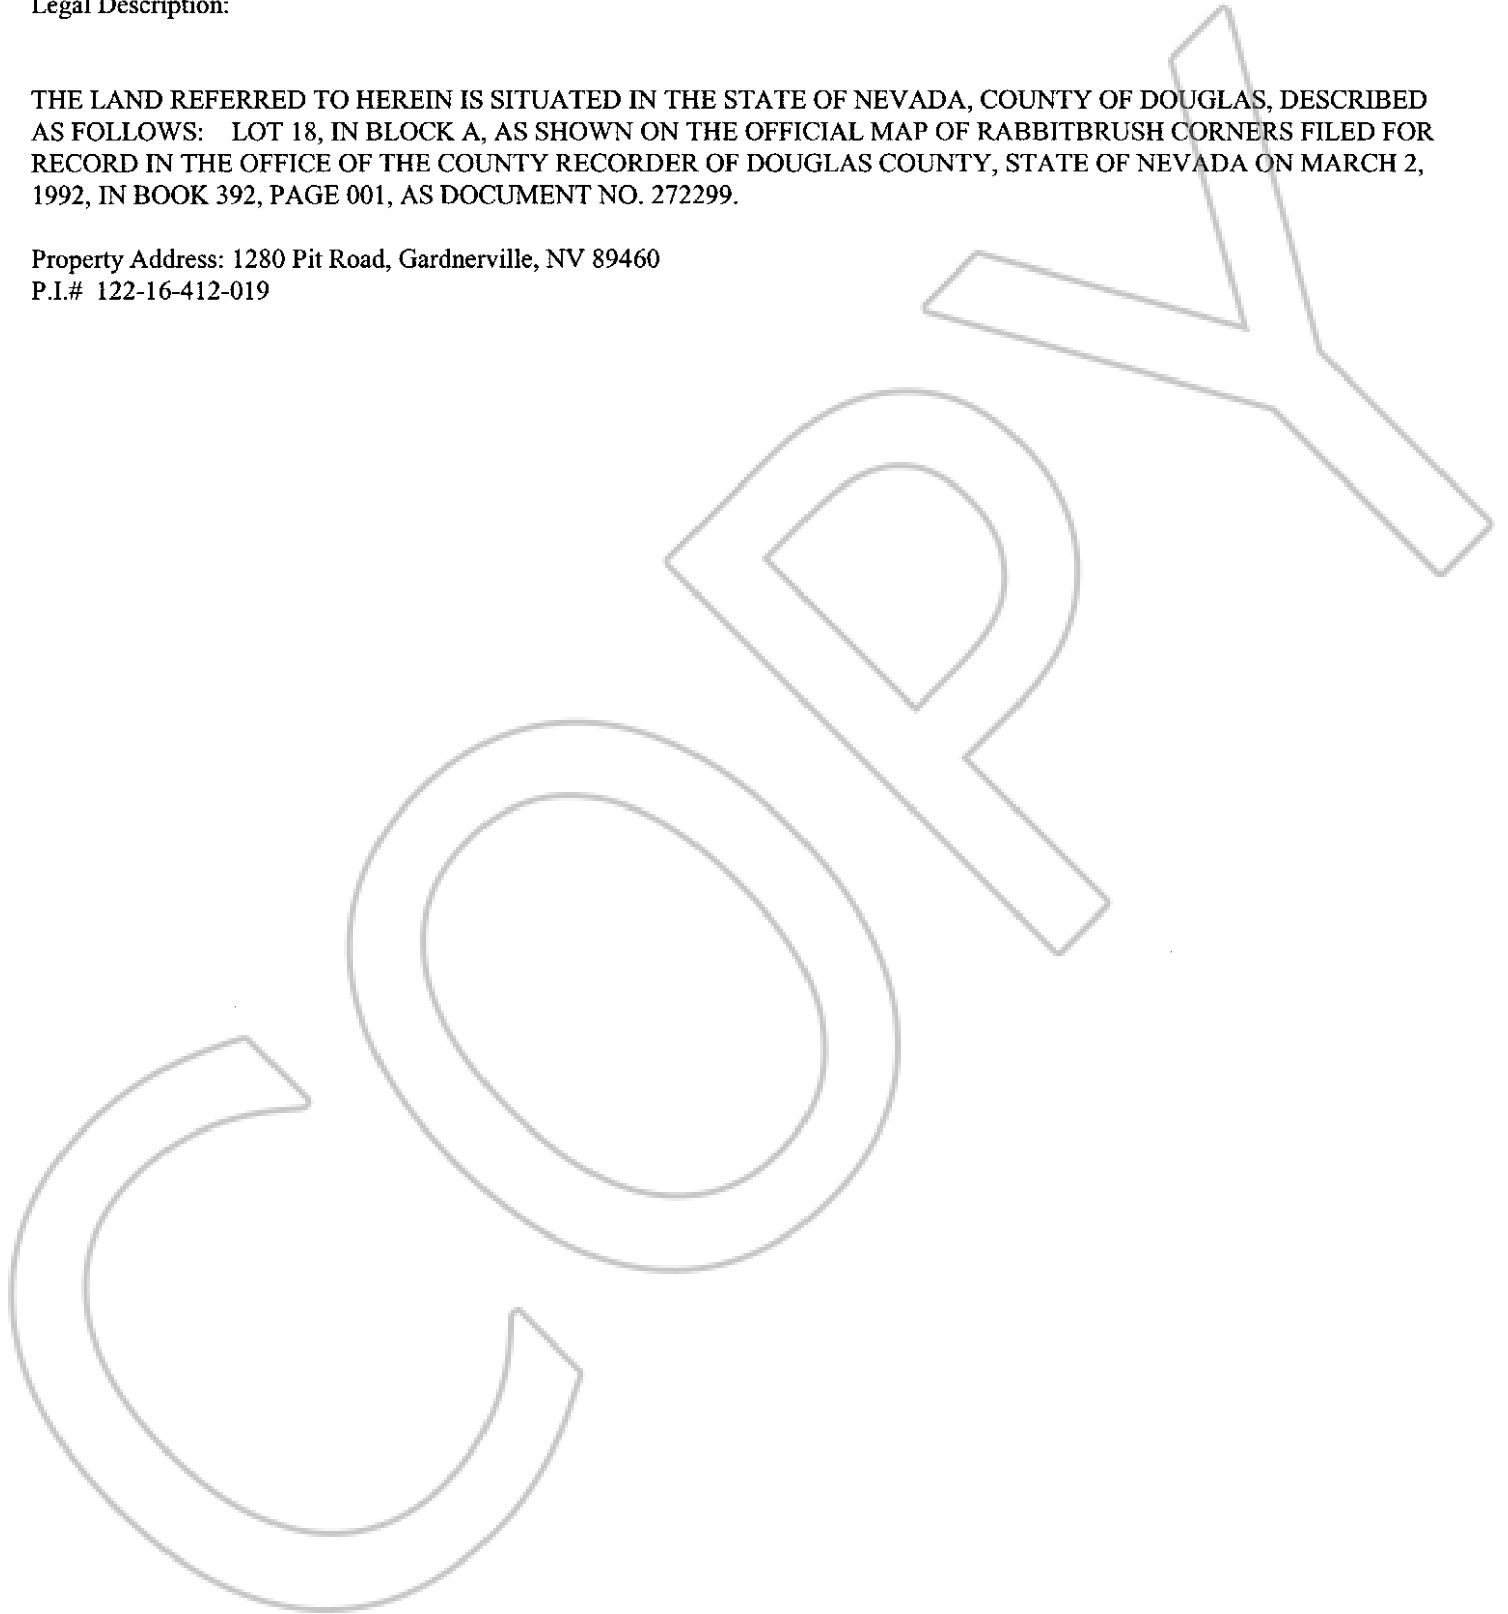 Legal Description:
THE LAND REFERRED TO HEREIN IS SITUATED IN THE STATE OF NEVADA, COUNTY OF DOUGLAS, DESCRIBED
AS FOLLOWS: LOT 18, IN BLOCK A, AS SHOWN ON THE OFFICIAL MAP OF RABBITBRUSH CORNERS FILED FOR
RECORD IN THE OFFICE OF THE COUNTY RECORDER OF DOUGLAS COUNTY, STATE OF NEVADA ON MARCH 2,
1992, IN BOOK 392, PAGE 001, AS DOCUMENT NO. 272299.
Property Address: 1280 Pit Road, Gardnerville, NV 89460
P.I.# 122-16-412-019
COPY